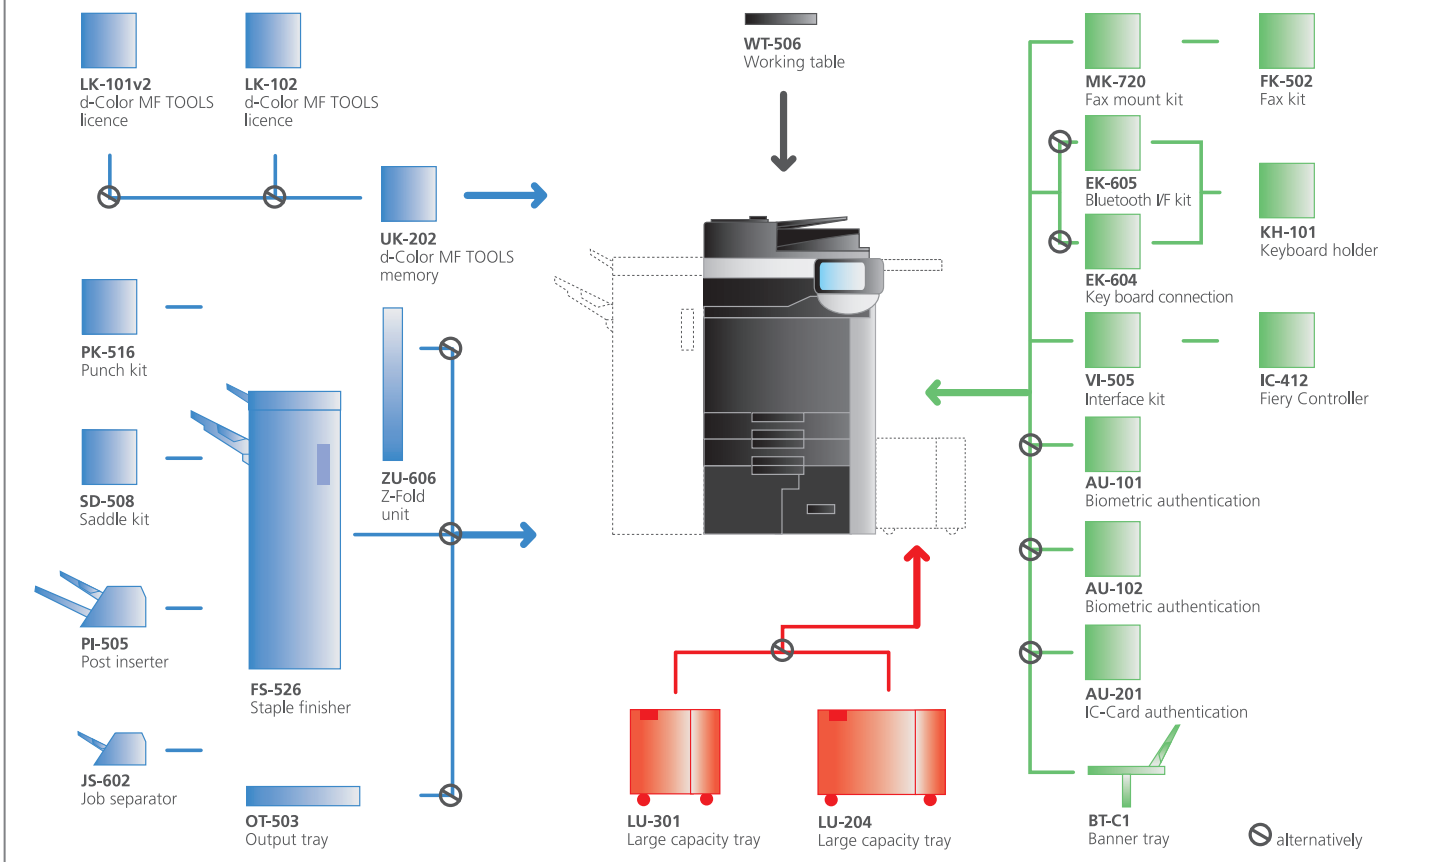 LK-101v2
d-Color MF TOOLS
licence
LK-102
d-Color MF TOOLS
licence
UK-202
d-Color MF TOOLS
memory
PK-516
Punch kit
SD-508
Saddle kit
PI-505
Post inserter
JS-602
Job separator
FS-526
Staple finisher
ZU-606
Z-Fold
unit
OT-503
Output tray
WT-506
Working table
LU-301
Large capacity tray
LU-204
Large capacity tray
MK-720
Fax mount kit
FK-502
Fax kit
EK-605
Bluetooth I/F kit
KH-101
Keyboard holder
EK-604
Key board connection
VI-505
Interface kit
IC-412
Fiery Controller
AU-101
Biometric authentication
AU-102
Biometric authentication
AU-201
IC-Card authentication
BT-C1
Banner tray
alternatively